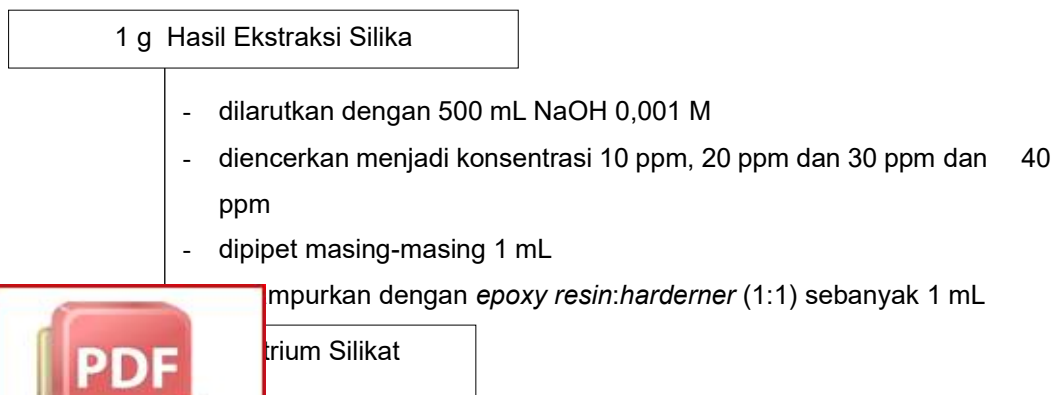 1 g Hasil Ekstraksi Silika
- dilarutkan dengan 500 mL NaOH 0,001 M
- diencerkan menjadi konsentrasi 10 ppm, 20 ppm dan 30 ppm dan 40
ppm
- dipipet masing-masing 1 mL
mpurkan dengan epoxy resin:harderner (1:1) sebanyak 1 mL
trium Silikat
PDF